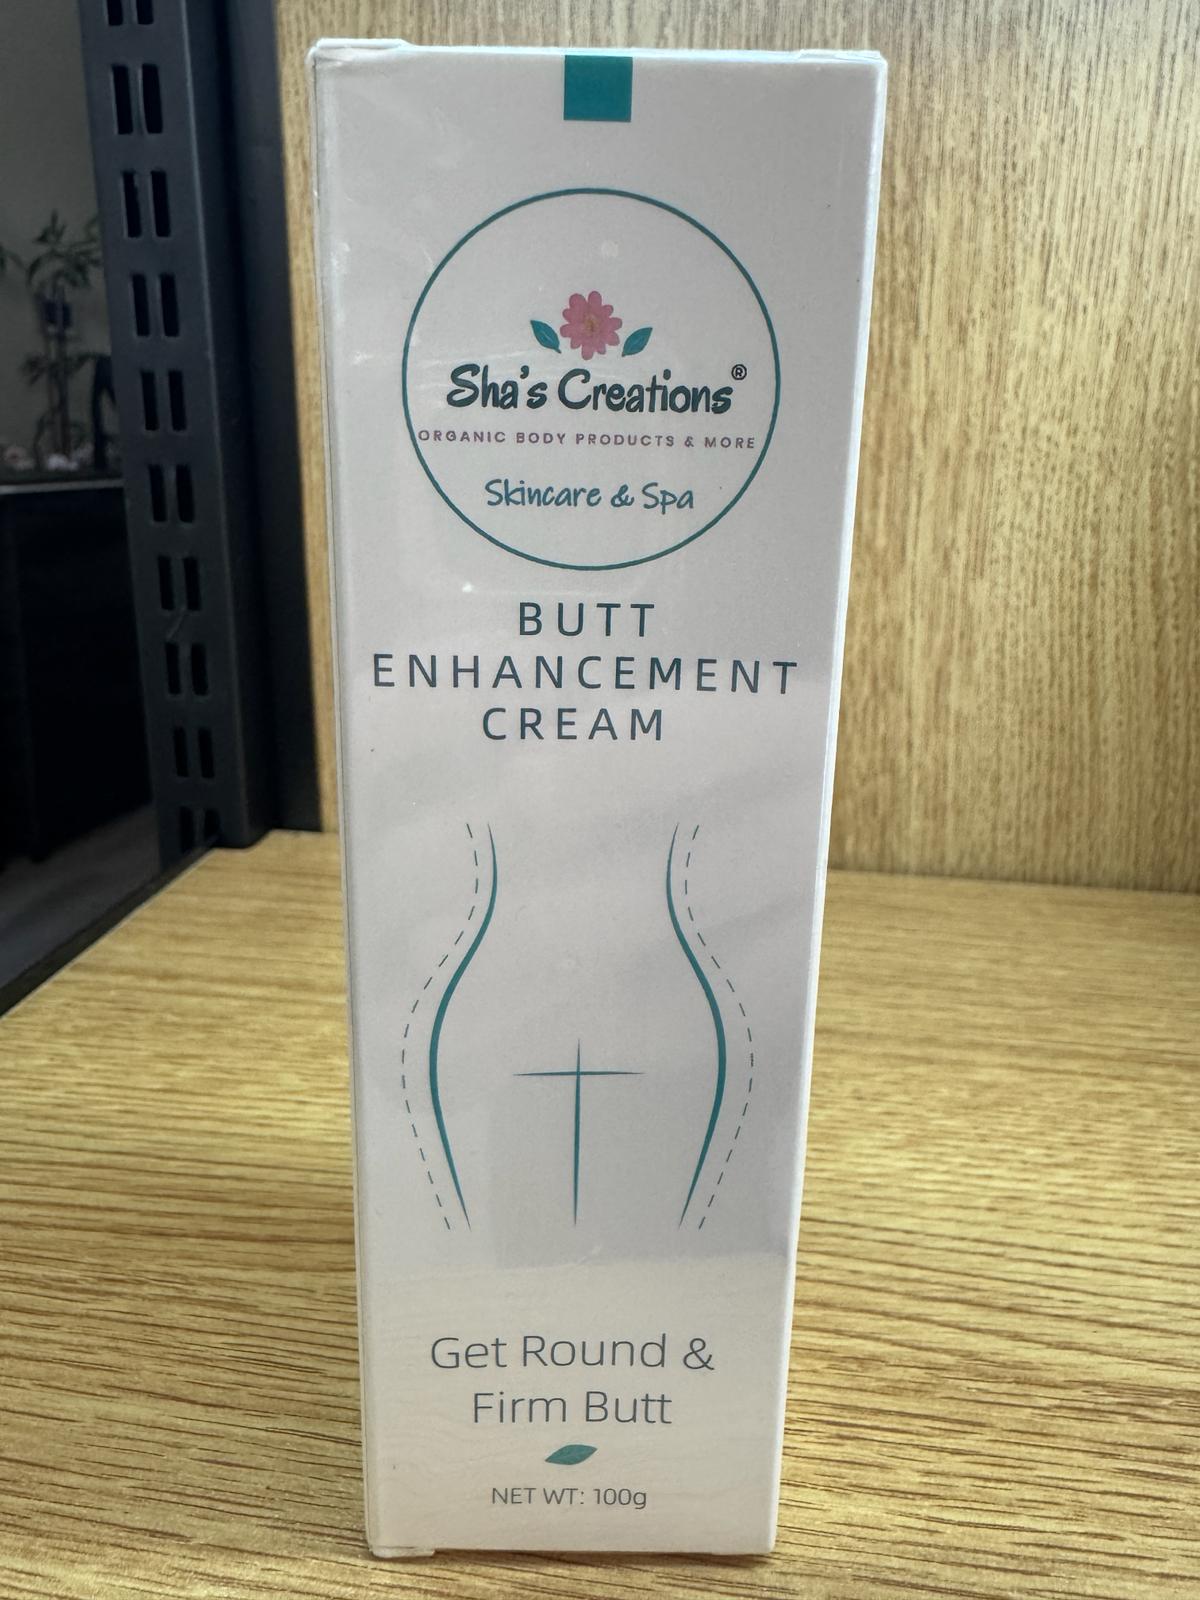 Sha's Creations®
ORGANIC BODY PRODUCTS & MORE
Skincare & Spa
BUTT
ENHANCEMENT
CREAM
Get Round &
Firm Butt
NET WT: 100g